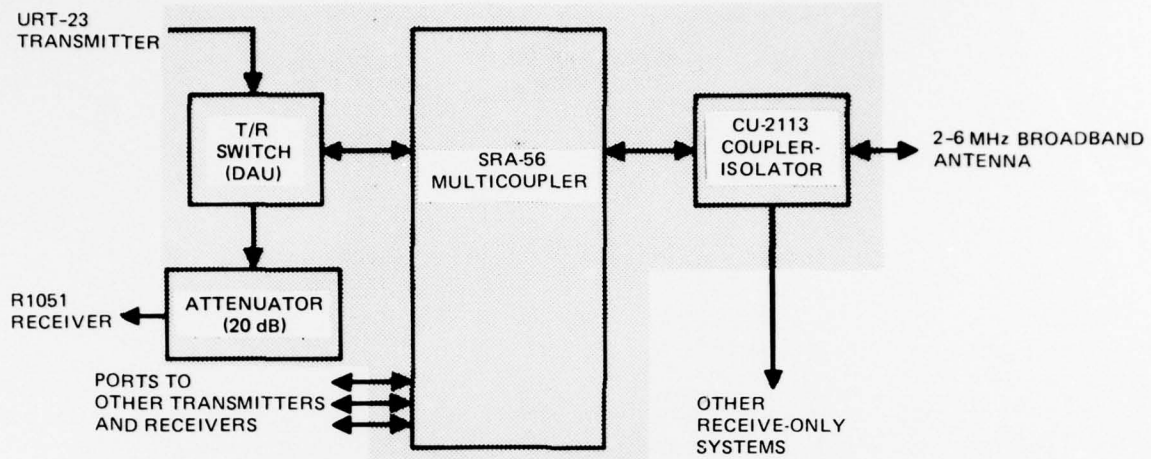 URT-23
TRANSMITTER
T/R
SWITCH
(DAU)
SRA-56
MULTICOUPLER
CU-2113
COUPLER-
ISOLATOR
2-6 MHz BROADBAND
ANTENNA
R1051
RECEIVER
ATTENUATOR
(20 dB)
PORTS TO
OTHER TRANSMITTERS
AND RECEIVERS
OTHER
RECEIVE-ONLY
SYSTEMS